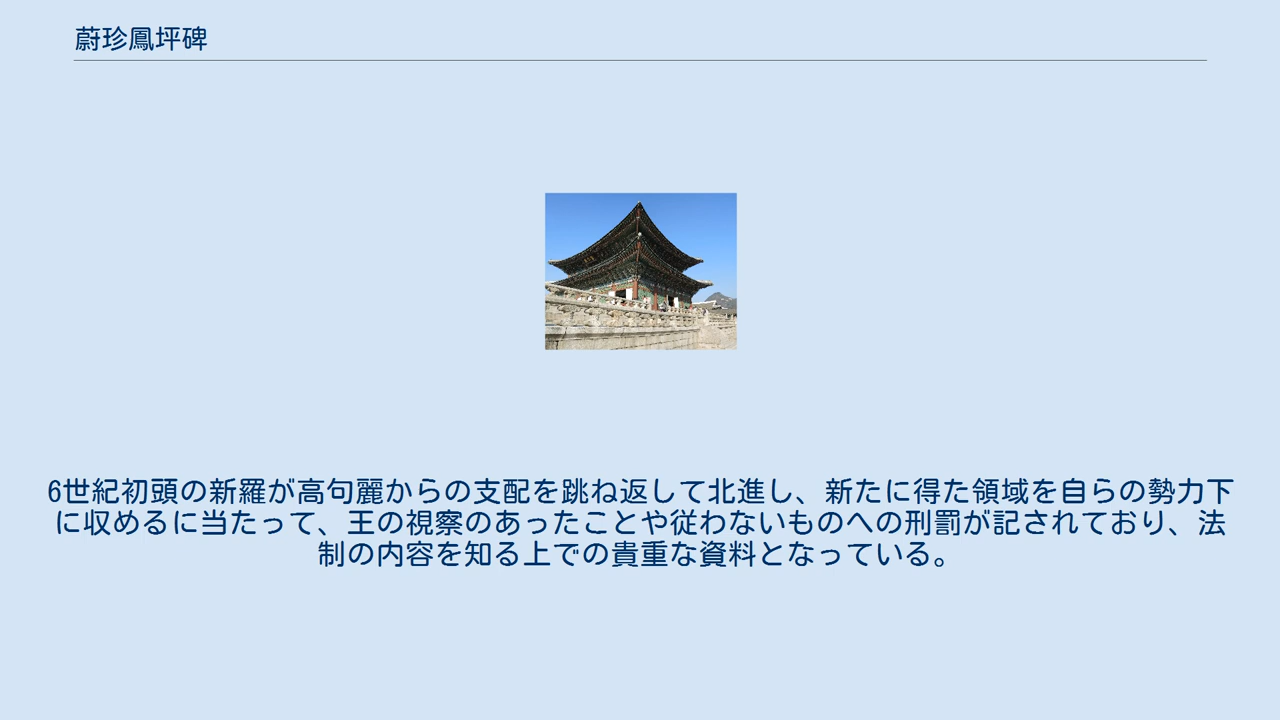 蔚珍鳳坪碑
6世紀初頭の新羅が高句麗からの支配を跳ね返して北進し、新たに得た領域を自らの勢力下
に収めるに当たって、王の視察のあったことや従わないものへの刑罰が記されており、法
制の内容を知る上での貴重な資料となっている。